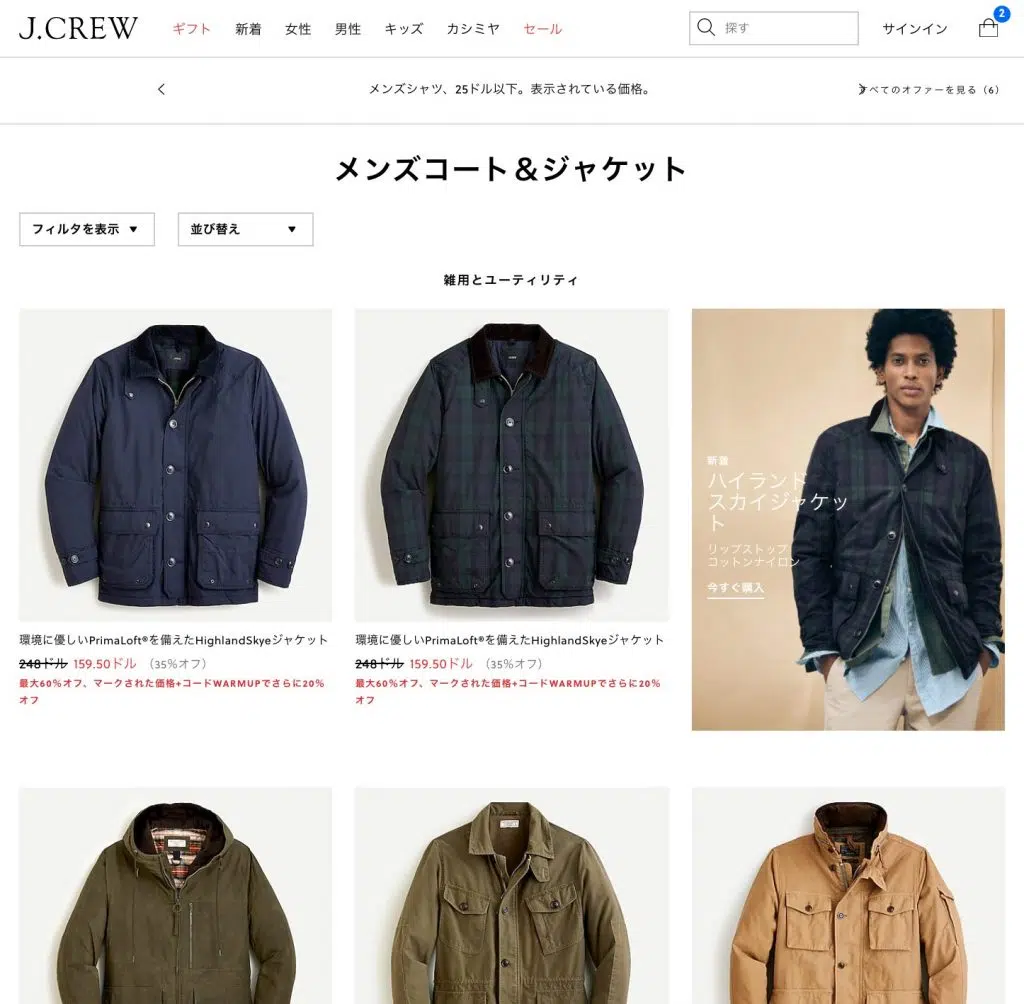 J.CREW
ギフト 新着 女性 男性 キッズ カシミヤ セール
探す
サインイン
2
メンズシャツ、25ドル以下。表示されている価格。
すべてのオファーを見る（6）
メンズコート＆ジャケット
フィルタを表示 ▼
並び替え ▼
雑用とユーティリティ
環境に優しいPrimaLoft®を備えたHighlandSkyeジャケット
248ドル 159.50ドル （35％オフ）
最大60％オフ、マークされた価格+コードWARMUPでさらに20％
オフ
環境に優しいPrimaLoft®を備えたHighlandSkyeジャケット
248ドル 159.50ドル （35％オフ）
最大60％オフ、マークされた価格+コードWARMUPでさらに20％
オフ
新着
ハイランド
スカイジャケッ
ト
リップストップ
コットンナイロン
今すぐ購入